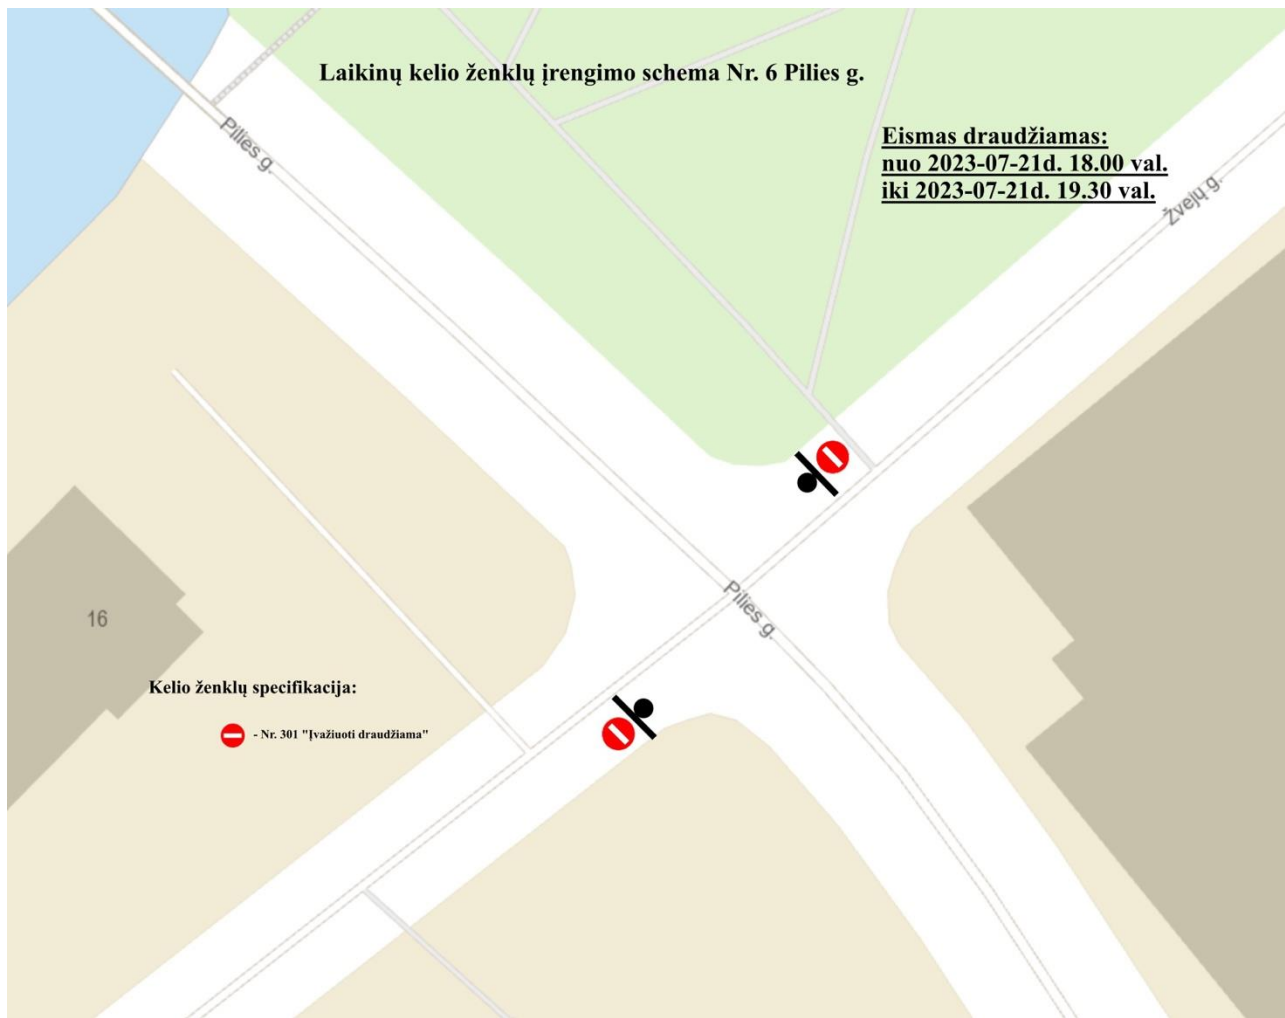 Laikinų kelio ženklų įrengimo schema Nr. 6 Pilies g.
Eismas draudžiamas:
nuo 2023-07-21d. 18.00 val.
iki 2023-07-21d. 19.30 val.
Pilies g.
Žvejų g.
Pilies g.
16
Kelio ženklų specifikacija:
- Nr. 301 "Įvažiuoti draudžiama"